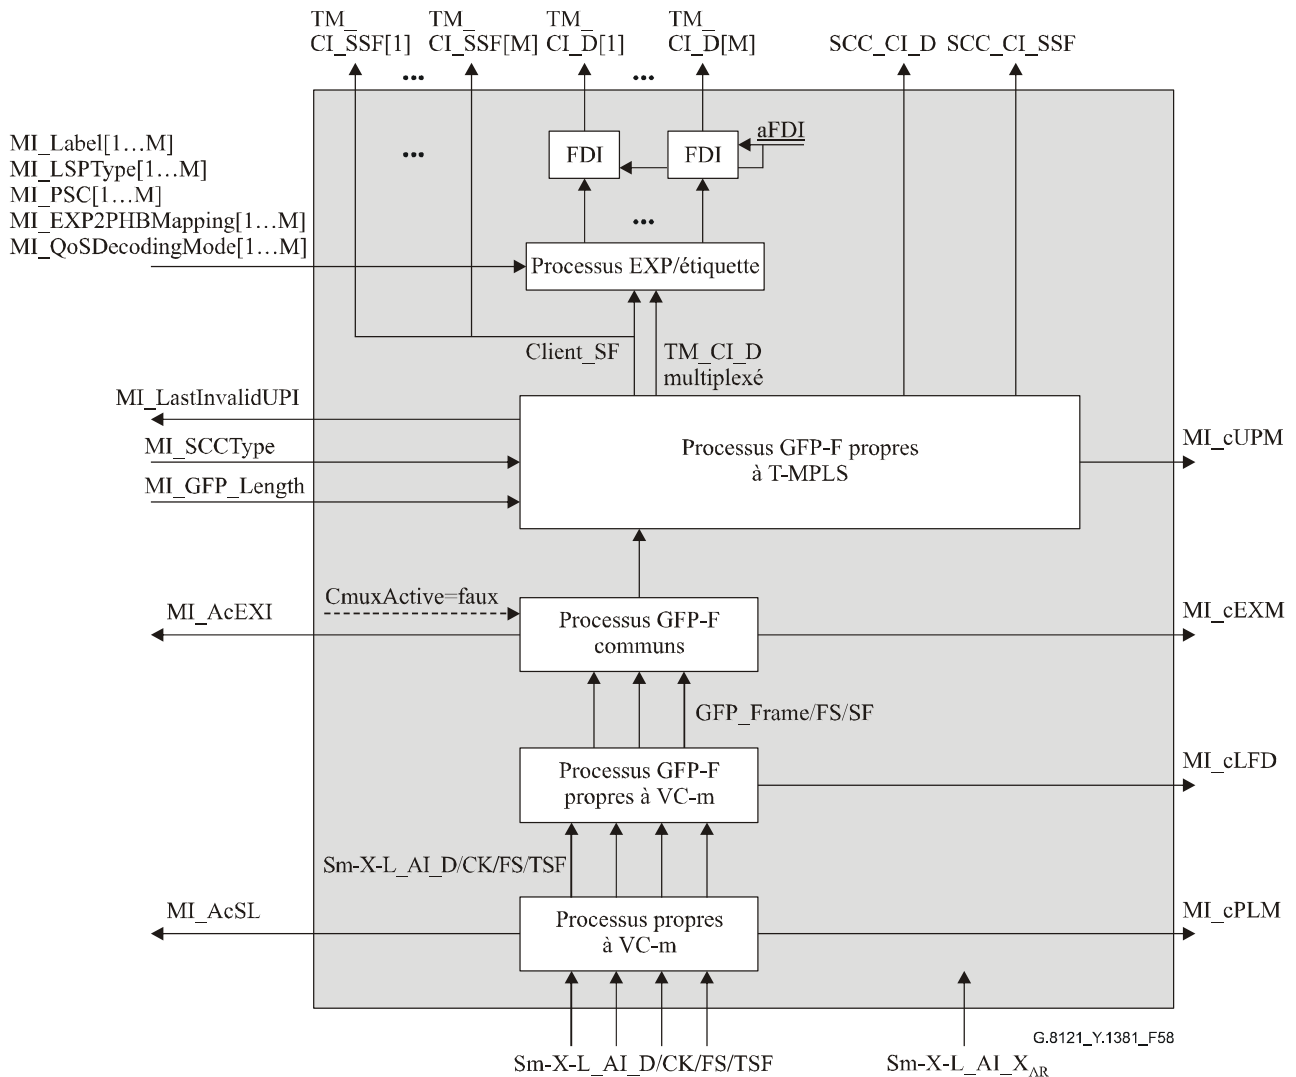 TM_
CI_SSF[1]
TM_
CI_SSF[M]
TM_
CI_D[1]
TM_
CI_D[M]
SCC_CI_D
SCC_CI_SSF
...
...
MI_Label[1...M]
MI_LSPType[1...M]
MI_PSC[1...M]
MI_EXP2PHBMapping[1...M]
MI_QoSDecodingMode[1...M]
...
FDI
FDI
aFDI
...
Processus EXP/étiquette
Client_SF
TM_CI_D
multiplexé
MI_LastInvalidUPI
MI_SCCType
MI_GFP_Length
Processus GFP-F propres
à T-MPLS
MI_cUPM
CmuxActive=faux
MI_AcEXI
Processus GFP-F
communs
MI_cEXM
GFP_Frame/FS/SF
Processus GFP-F
propres à VC-m
MI_cLFD
Sm-X-L_AI_D/CK/FS/TSF
MI_AcSL
Processus propres
à VC-m
MI_cPLM
G.8121_Y.1381_F58
Sm-X-L_AI_D/CK/FS/TSF
Sm-X-L_AI_XAR